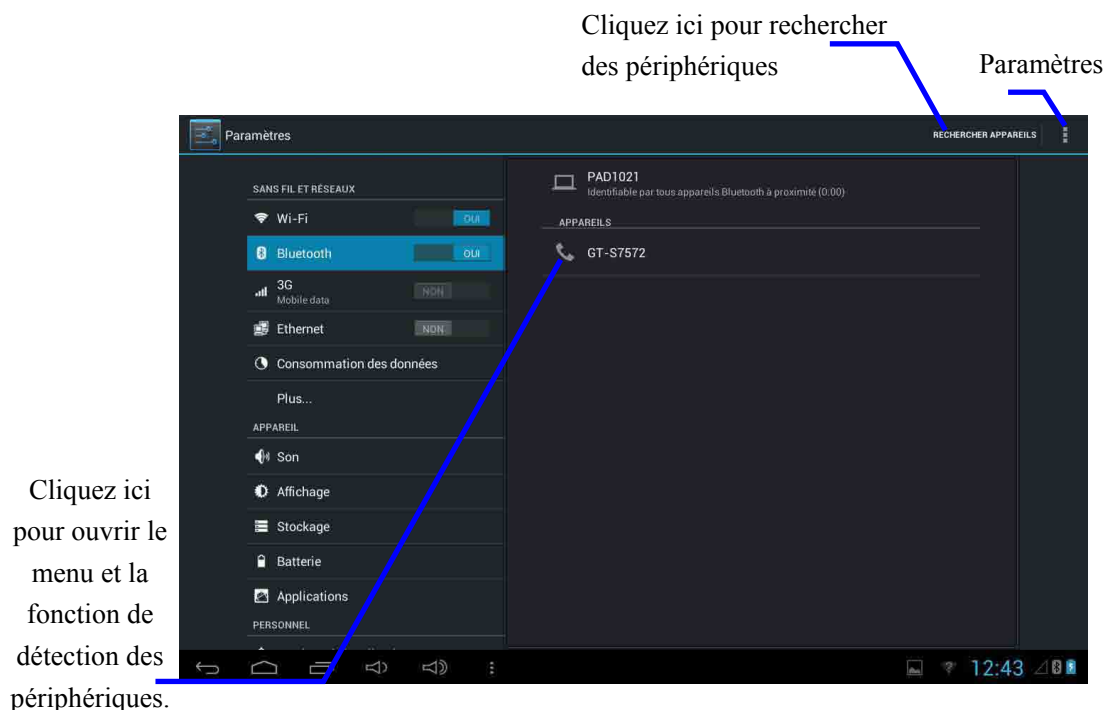 Cliquez ici pour rechercher
des périphériques
Paramètres
Paramètres
RECHERCHER APPAREILS
SANS FIL ET RÉSEAUX
Wi-Fi
OUI
Bluetooth
OUI
3G
Mobile data
NON
Ethernet
NON
Consommation des données
Plus...
APPAREIL
Son
Affichage
Stockage
Batterie
Applications
PERSONNEL
PAD1021
Identifiable par tous appareils Bluetooth à proximité (0:00)
APPAREILS
GT-S7572
Cliquez ici
pour ouvrir le
menu et la
fonction de
détection des
périphériques.
12:43